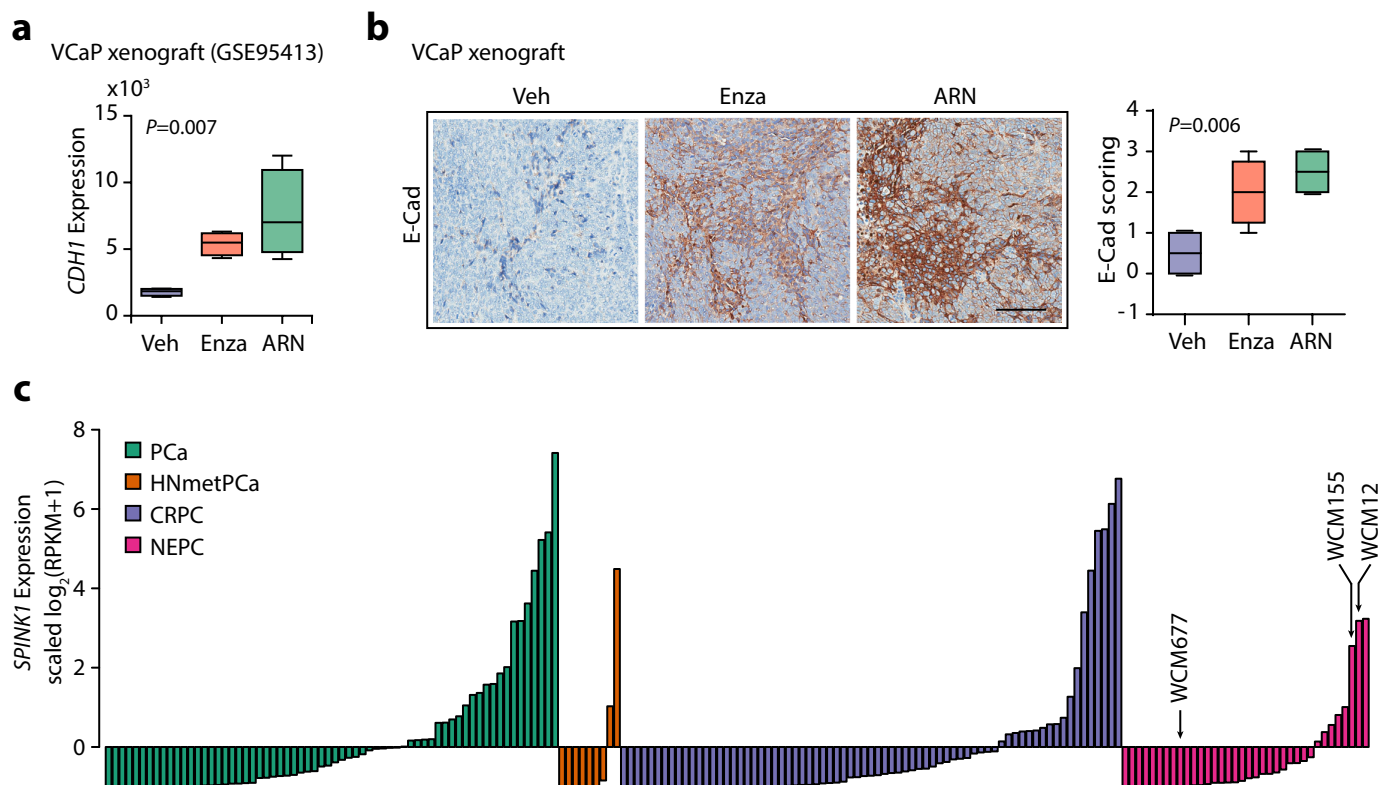 a
VCaP xenograft (GSE95413)
x10³
15
10
5
0
CDH1 Expression
P=0.007
Veh Enza ARN
b
VCaP xenograft
Veh Enza ARN
E-Cad
4
3
2
1
0
-1
E-Cad scoring
P=0.006
Veh Enza ARN
c
8
6
4
2
0
SPINK1 Expression
scaled log₂(RPKM+1)
PCa
HNmetPCa
CRPC
NEPC
WCM677
WCM155
WCM12